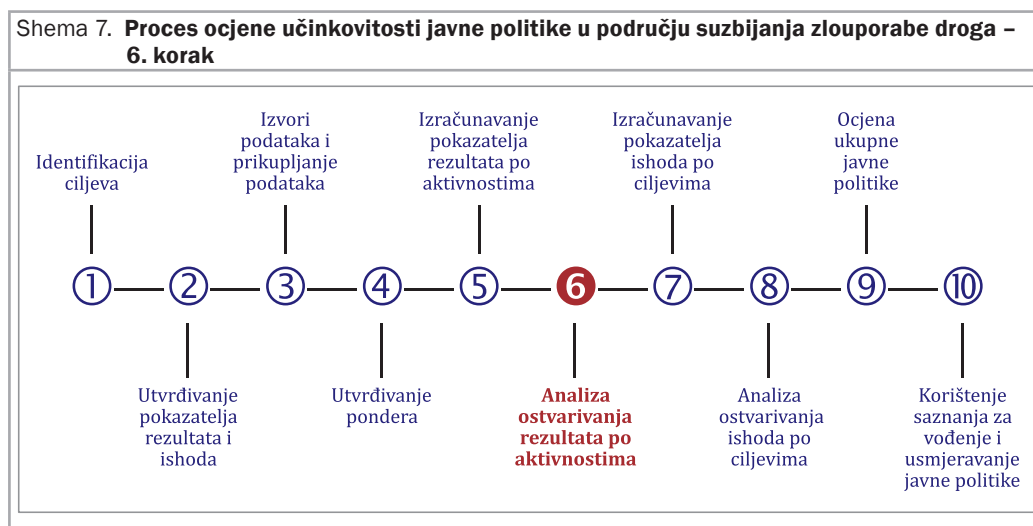 Shema 7. Proces ocjene učinkovitosti javne politike u području suzbijanja zlouporabe droga –
6. korak
Identifikacija
ciljeva
Izvori
podataka i
prikupljanje
podataka
Izračunavanje
pokazatelja
rezultata po
aktivnostima
Izračunavanje
pokazatelja
ishoda po
ciljevima
Ocjena
ukupne
javne
politike
1
2
3
4
5
6
7
8
9
10
Utvrđivanje
pokazatelja
rezultata i
ishoda
Utvrđivanje
pondera
Analiza
ostvarivanja
rezultata po
aktivnostima
Analiza
ostvarivanja
ishoda po
ciljevima
Korištenje
saznanja za
vođenje i
usmjeravanje
javne politike